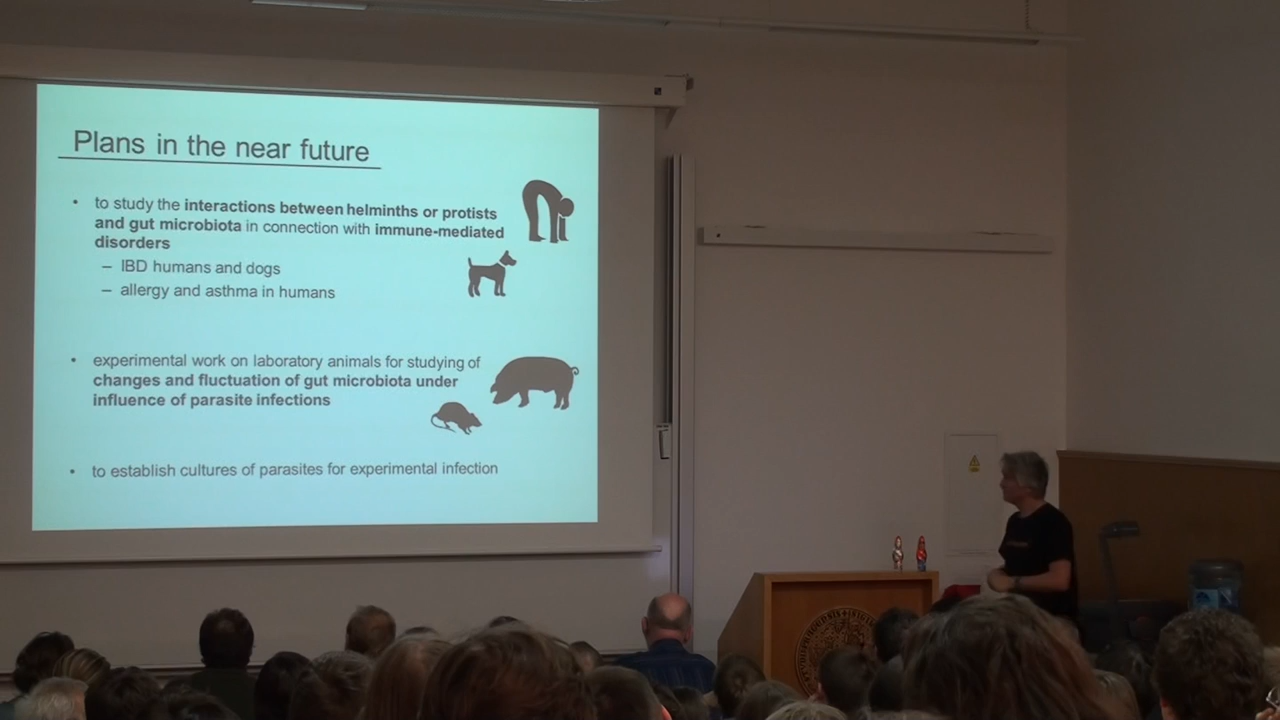 Plans in the near future
• to study the interactions between helminths or protists
and gut microbiota in connection with immune-mediated
disorders
– IBD humans and dogs
– allergy and asthma in humans
• experimental work on laboratory animals for studying of
changes and fluctuation of gut microbiota under
influence of parasite infections
• to establish cultures of parasites for experimental infection